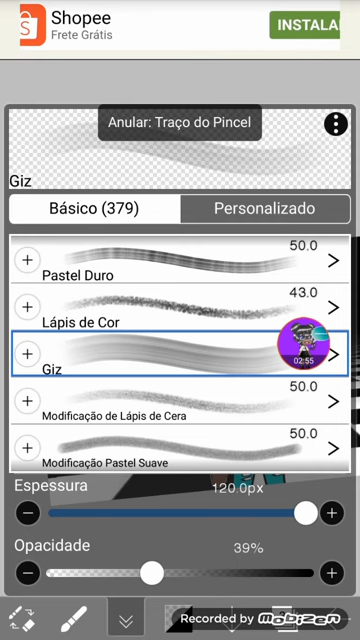 Shopee
Frete Grátis
INSTALA
Anular: Traço do Pincel
Giz
Básico (379)
Personalizado
50.0
Pastel Duro
43.0
Lápis de Cor
02:55
Giz
50.0
Modificação de Lápis de Cera
50.0
Modificação Pastel Suave
Espessura
120.0px
Opacidade
39%
Recorded by MOBIZEN